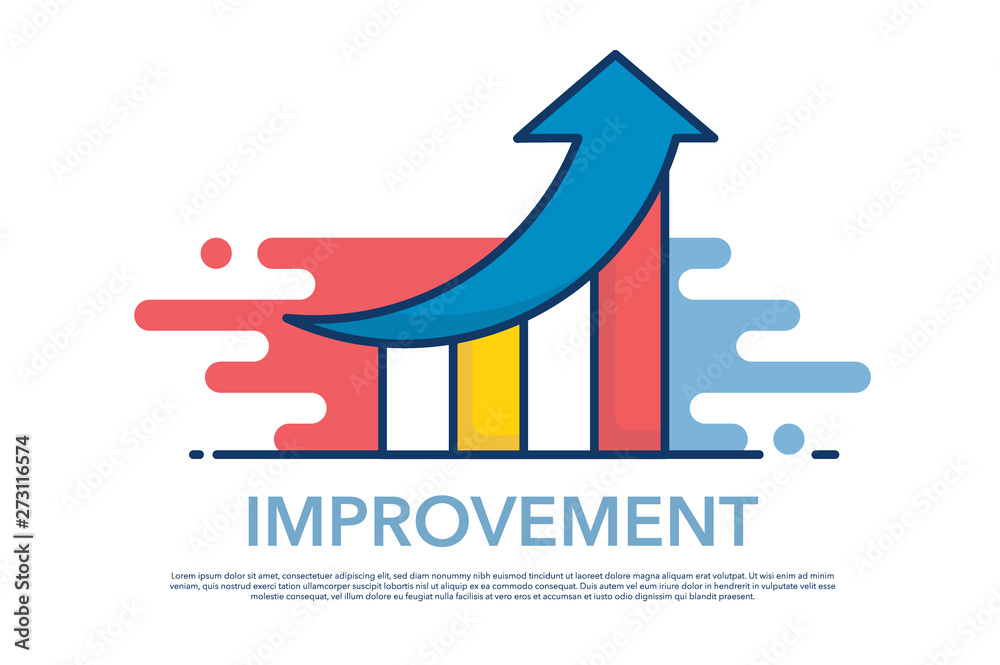 IMPROVEMENT
Lorem ipsum dolor sit amet, consectetuer adipiscing elit, sed diam nonummy nibh euismod tincidunt ut laoreet dolore magna aliquam erat volutpat. Ut wisi enim ad minim
veniam, quis nostrud exerci tation ullamcorper suscipit lobortis nisl ut aliquip ex ea commodo consequat. Duis autem vel eum iriure dolor in hendrerit in vulputate velit esse
molestie consequat, vel illum dolore eu feugiat nulla facilisis at vero eros et accumsan et iusto odio dignissim qui blandit praesent.
Adobe Stock | #273116574
Adobe Stock